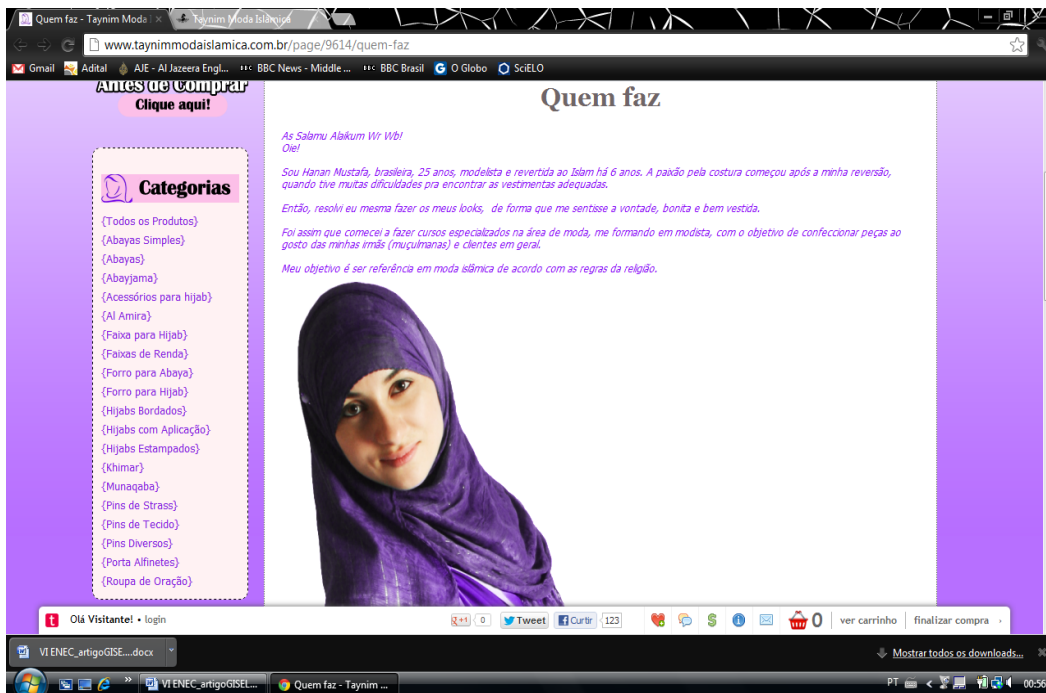 Quem faz - Taynim Moda I
Taynim Moda Islâmica
www.taynimmodaislamica.com.br/page/9614/quem-faz
Gmail
Adital
AJE - Al Jazeera Engl...
BBC News - Middle ...
BBC Brasil
O Globo
SciELO
Antes de Comprar
Clique aqui!
Categorias
{Todos os Produtos}
{Abayas Simples}
{Abayas}
{Abayjama}
{Acessórios para hijab}
{Al Amira}
{Faixa para Hijab}
{Faixas de Renda}
{Forro para Abaya}
{Forro para Hijab}
{Hijabs Bordados}
{Hijabs com Aplicação}
{Hijabs Estampados}
{Khimar}
{Munaqaba}
{Pins de Strass}
{Pins de Tecido}
{Pins Diversos}
{Porta Alfinetes}
{Roupa de Oração}
Quem faz
As Salamu Alaikum Wr Wb!
Oie!
Sou Hanan Mustafa, brasileira, 25 anos, modelista e revertida ao Islam há 6 anos. A paixão pela costura começou após a minha reversão,
quando tive muitas dificuldades pra encontrar as vestimentas adequadas.
Então, resolvi eu mesma fazer os meus looks, de forma que me sentisse a vontade, bonita e bem vestida.
Foi assim que comecei a fazer cursos especializados na área de moda, me formando em modista, com o objetivo de confeccionar peças ao
gosto das minhas irmãs (muçulmanas) e clientes em geral.
Meu objetivo é ser referência em moda islâmica de acordo com as regras da religião.
t Olá Visitante! • login
+1 0 Tweet Curtir 123
0 ver carrinho finalizar compra ›
VI ENEC_artigoGISE....docx
Mostrar todos os downloads...
VI ENEC_artigoGISEL...
Quem faz - Taynim ...
PT
00:56